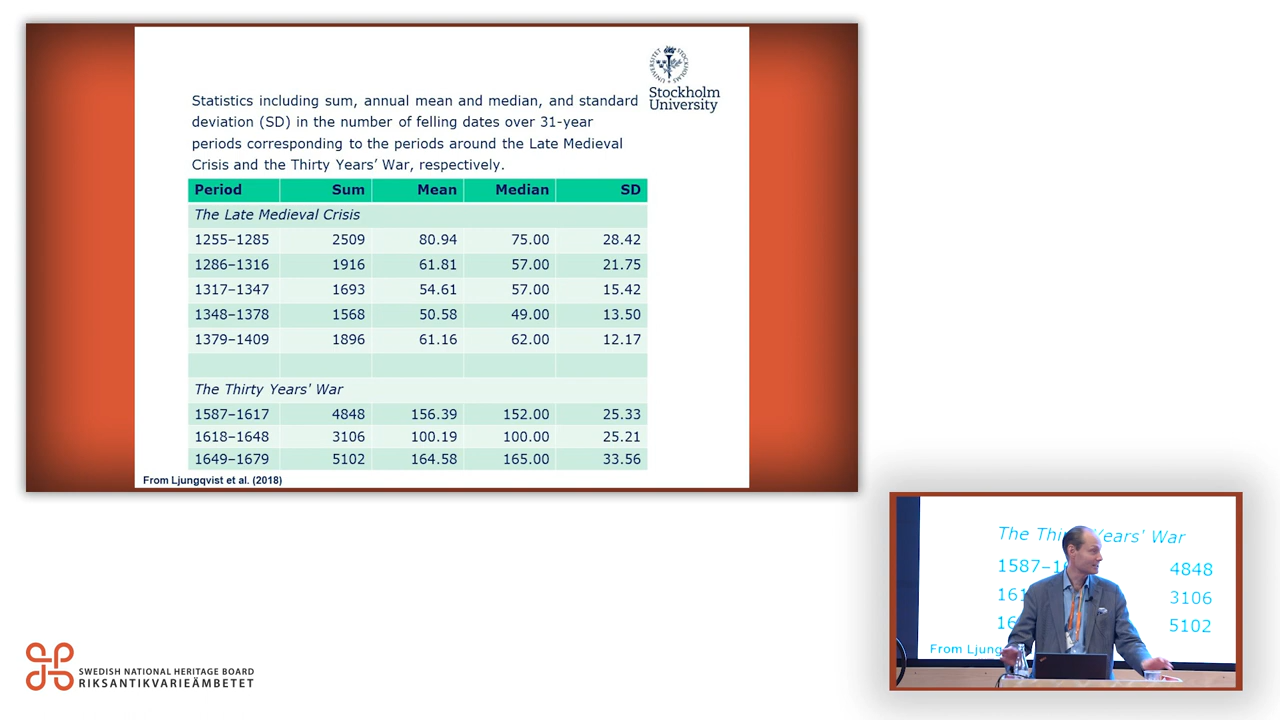 STOCKHOLMS UNIVERSITET
Stockholm
University
Statistics including sum, annual mean and median, and standard
deviation (SD) in the number of felling dates over 31-year
periods corresponding to the periods around the Late Medieval
Crisis and the Thirty Years’ War, respectively.
Period Sum Mean Median SD
The Late Medieval Crisis
1255–1285 2509 80.94 75.00 28.42
1286–1316 1916 61.81 57.00 21.75
1317–1347 1693 54.61 57.00 15.42
1348–1378 1568 50.58 49.00 13.50
1379–1409 1896 61.16 62.00 12.17
The Thirty Years’ War
1587–1617 4848 156.39 152.00 25.33
1618–1648 3106 100.19 100.00 25.21
1649–1679 5102 164.58 165.00 33.56
From Ljungqvist et al. (2018)
The Years’ War
4848
3106
5102
From
SWEDISH NATIONAL HERITAGE BOARD
RIKSANTIKVARIEÄMBETET